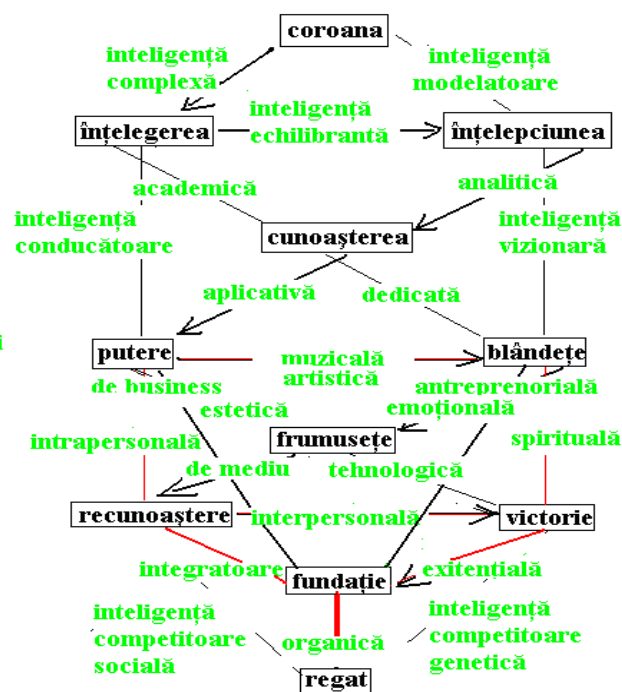 coroana
inteligență
complexă
inteligență
modelatoare
inteligență
echilibrantă
înțelegerea
înțelepciunea
academică
analitică
inteligență
conducătoare
inteligență
vizionară
cunoașterea
aplicativă
dedicată
putere
blândețe
muzicală
artistică
de business
antreprenorială
estetică
emoțională
intrapersonală
frumusețe
spirituală
de mediu
tehnologică
recunoaștere
interpersonală
victorie
integratoare
fundație
exitențială
inteligență
competitoare
socială
inteligență
competitoare
genetică
organică
regat
i